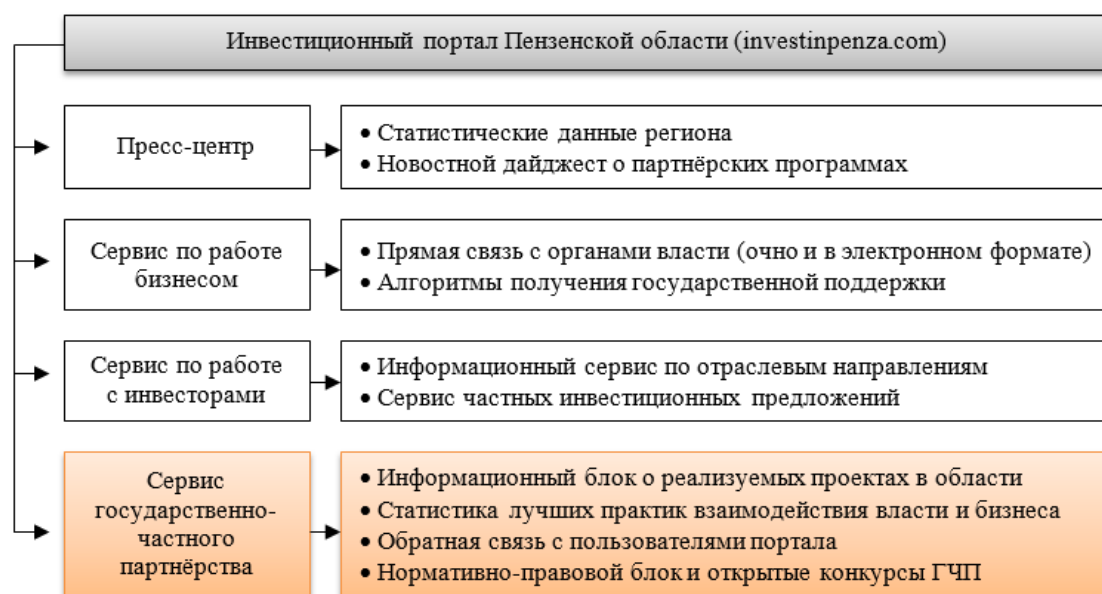 Инвестиционный портал Пензенской области (investinpenza.com)
Пресс-центр
• Статистические данные региона
• Новостной дайджест о партнёрских программах
Сервис по работе
бизнесом
• Прямая связь с органами власти (очно и в электронном формате)
• Алгоритмы получения государственной поддержки
Сервис по работе
с инвесторами
• Информационный сервис по отраслевым направлениям
• Сервис частных инвестиционных предложений
Сервис
государственно-
частного
партнёрства
• Информационный блок о реализуемых проектах в области
• Статистика лучших практик взаимодействия власти и бизнеса
• Обратная связь с пользователями портала
• Нормативно-правовой блок и открытые конкурсы ГЧП